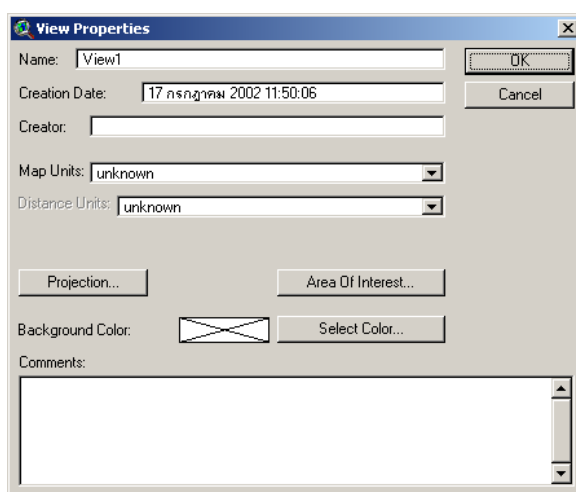 View Properties
Name: View1
OK
Creation Date: 17 กรกฎาคม 2002 11:50:06
Cancel
Creator:
Map Units: unknown
Distance Units: unknown
Projection...
Area Of Interest...
Background Color:
Select Color...
Comments: